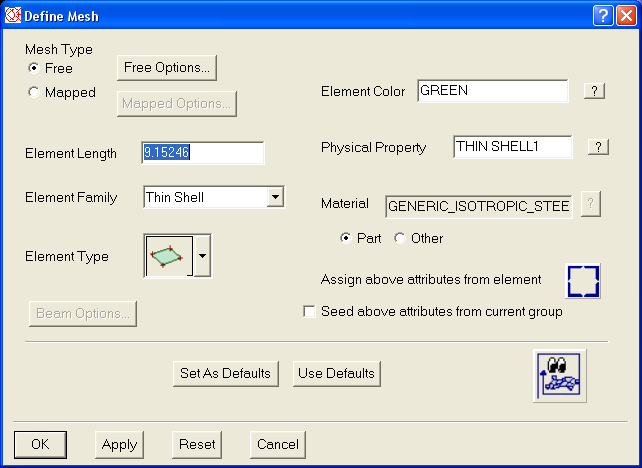 Define Mesh
?
Mesh Type
Free
Free Options...
Mapped
Mapped Options...
Element Length
9.15246
Element Family
Thin Shell
Element Type
Beam Options...
Element Color
GREEN
?
Physical Property
THIN SHELL1
?
Material
GENERIC_ISOTROPIC_STEE
?
Part
Other
Assign above attributes from element
Seed above attributes from current group
Set As Defaults
Use Defaults
OK
Apply
Reset
Cancel